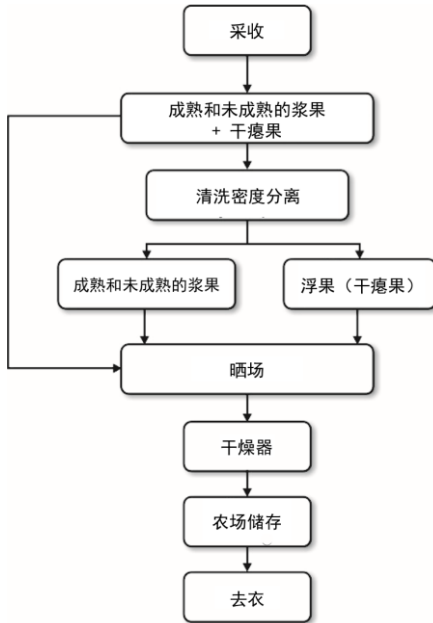 采收
成熟和未成熟的浆果
+ 干瘪果
清洗密度分离
成熟和未成熟的浆果
浮果（干瘪果）
晒场
干燥器
农场储存
去衣